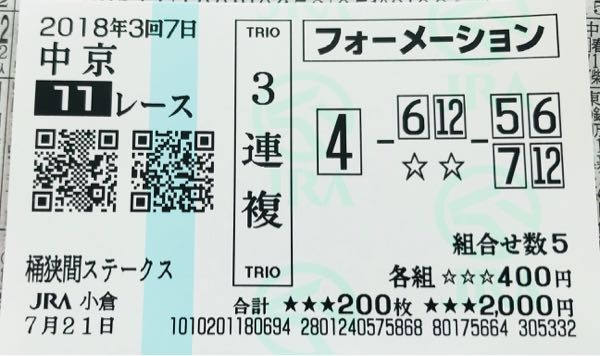 2018年3回7日
中京
11レース
桶狭間ステークス
JRA 小倉
7月21日
TRIO
3連複
TRIO
フォーメーション
4 - 6 12 - 5 6
☆ ☆ 7 12
組合せ数5
各組 ☆☆☆400円
合計 ★★★200枚 ★★★2,000円
1010201180694 2801240575868 80175664 305332
JRA